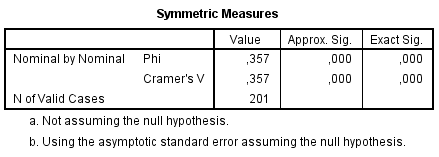 Symmetric Measures
Value Approx. Sig. Exact Sig.
Nominal by Nominal Phi ,357 ,000 ,000
Cramer's V ,357 ,000 ,000
N of Valid Cases 201
a. Not assuming the null hypothesis.
b. Using the asymptotic standard error assuming the null hypothesis.